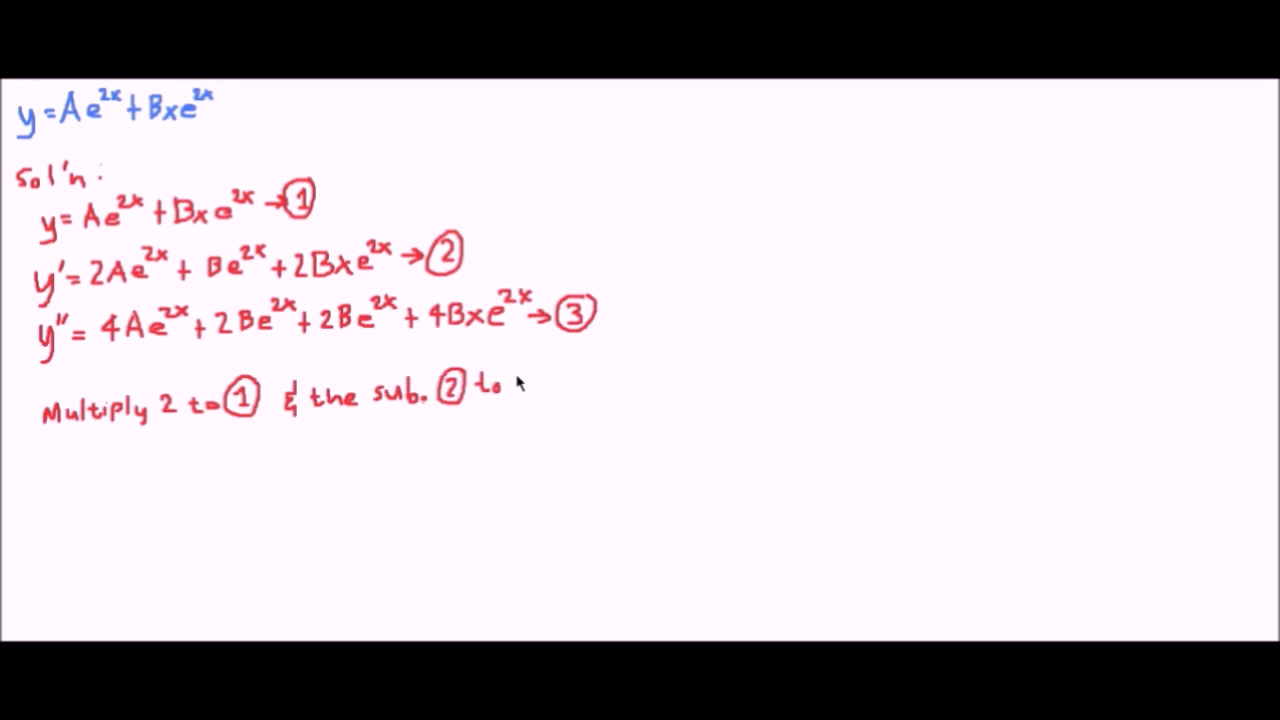 y=Ae^2x+Bxe^2x
Sol'n:
y=Ae^2x+Bxe^2x→①
y'=2Ae^2x+Be^2x+2Bxe^2x→②
y"=4Ae^2x+2Be^2x+2Be^2x+4Bxe^2x→③
Multiply 2 to ① & the sub. ② to